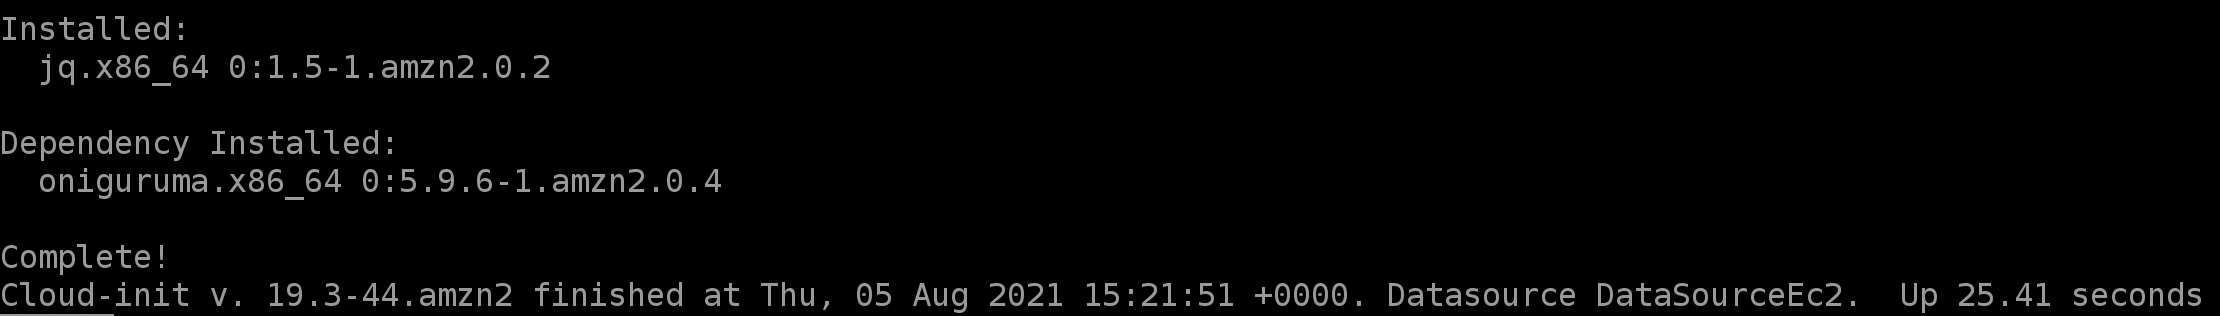 Installed:
  jq.x86_64 0:1.5-1.amzn2.0.2

Dependency Installed:
  oniguruma.x86_64 0:5.9.6-1.amzn2.0.4

Complete!
Cloud-init v. 19.3-44.amzn2 finished at Thu, 05 Aug 2021 15:21:51 +0000. Datasource DataSourceEc2.  Up 25.41 seconds